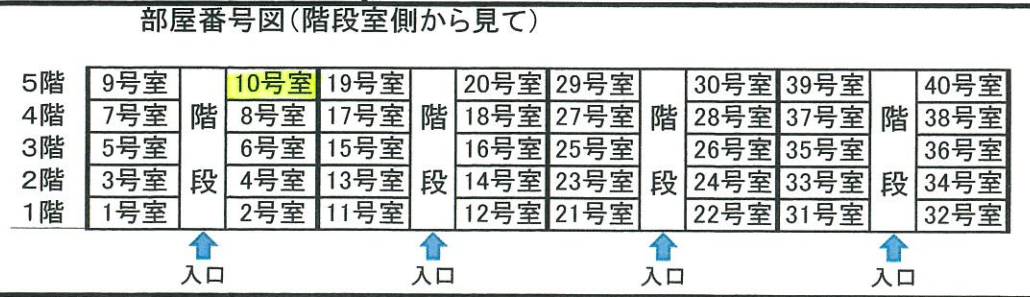 部屋番号図(階段室側から見て)
5階 9号室 10号室 19号室 20号室 29号室 30号室 39号室 40号室
4階 7号室 階 8号室 17号室 階 18号室 27号室 階 28号室 37号室 階 38号室
3階 5号室 6号室 15号室 16号室 25号室 26号室 35号室 36号室
2階 3号室 段 4号室 13号室 段 14号室 23号室 段 24号室 33号室 段 34号室
1階 1号室 2号室 11号室 12号室 21号室 22号室 31号室 32号室
入口 入口 入口 入口